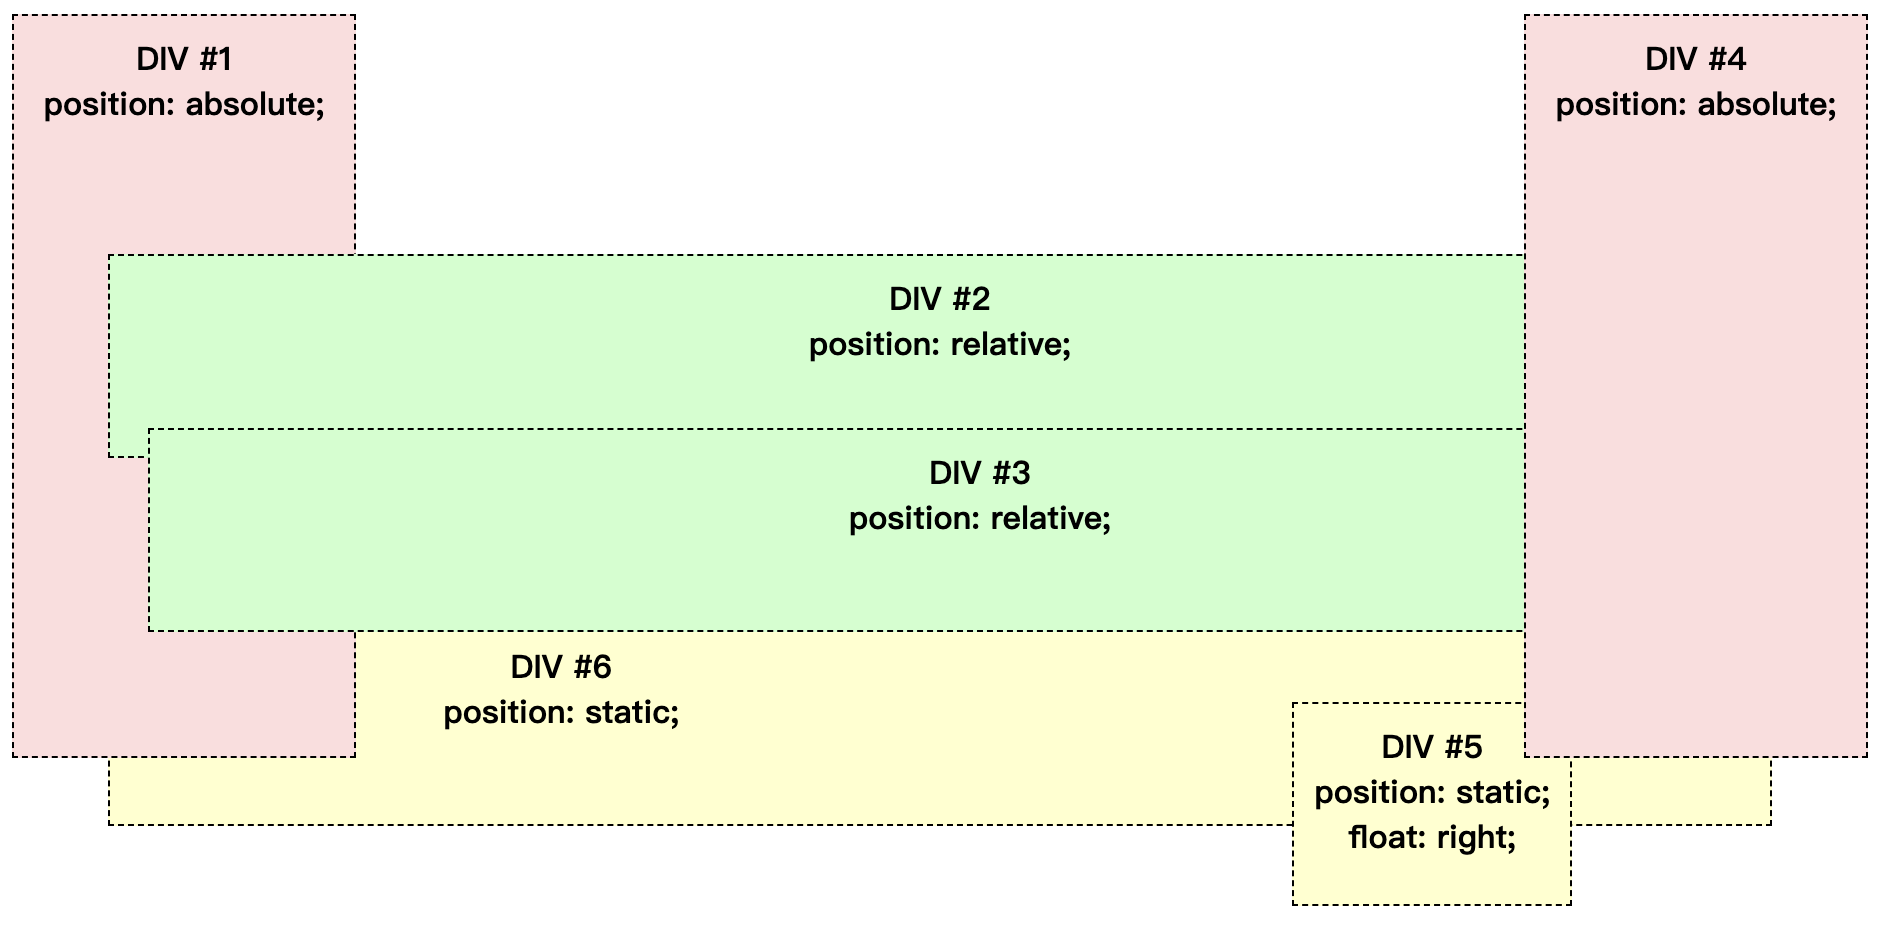 DIV #1
position: absolute;
DIV #4
position: absolute;
DIV #2
position: relative;
DIV #3
position: relative;
DIV #6
position: static;
DIV #5
position: static;
float: right;